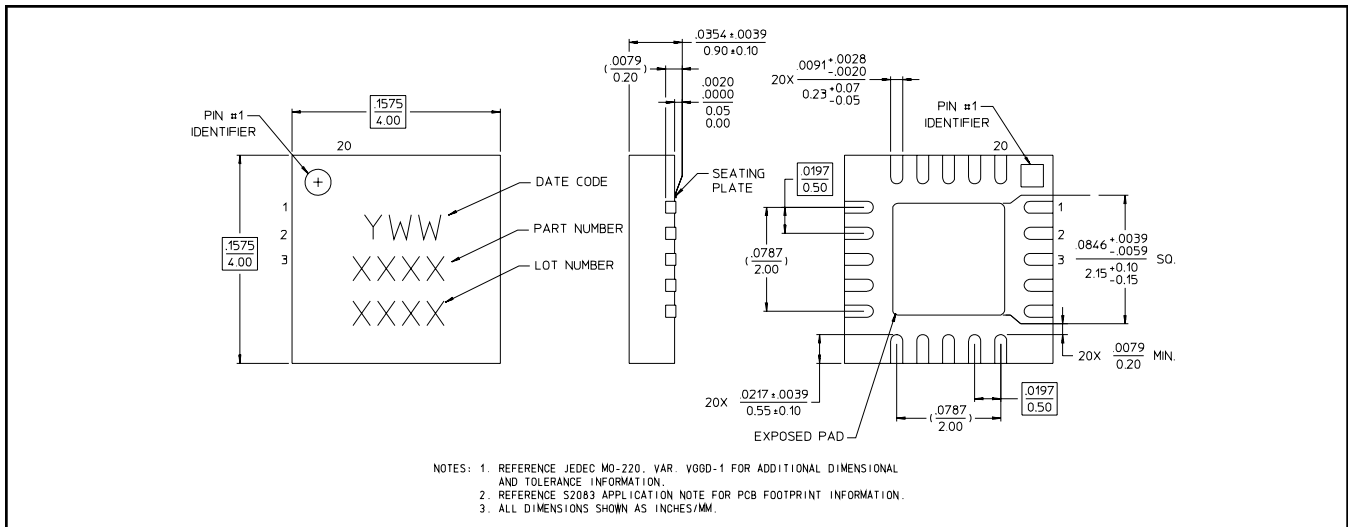 PIN #1
IDENTIFIER
.1575
4.00
20
.1575
4.00
1
2
3
YWW
XXXX
XXXX
DATE CODE
PART NUMBER
LOT NUMBER
.0354 ±.0039
0.90 ±0.10
(.0079
0.20)
.0020
.0000
0.05
0.00
SEATING
PLATE
20X .0091 +.0028
-.0020
0.23 +0.07
-0.05
PIN #1
IDENTIFIER
20
.0197
0.50
(.0787
2.00)
1
2
3
.0846 +.0039
-.0059
2.15 +0.10
-0.15
SQ.
20X .0079
0.20 MIN.
20X .0217 ±.0039
0.55 ±0.10
(.0787
2.00)
.0197
0.50
EXPOSED PAD
NOTES: 1. REFERENCE JEDEC MO-220, VAR. VGGD-1 FOR ADDITIONAL DIMENSIONAL
AND TOLERANCE INFORMATION.
2. REFERENCE S2083 APPLICATION NOTE FOR PCB FOOTPRINT INFORMATION.
3. ALL DIMENSIONS SHOWN AS INCHES/MM.